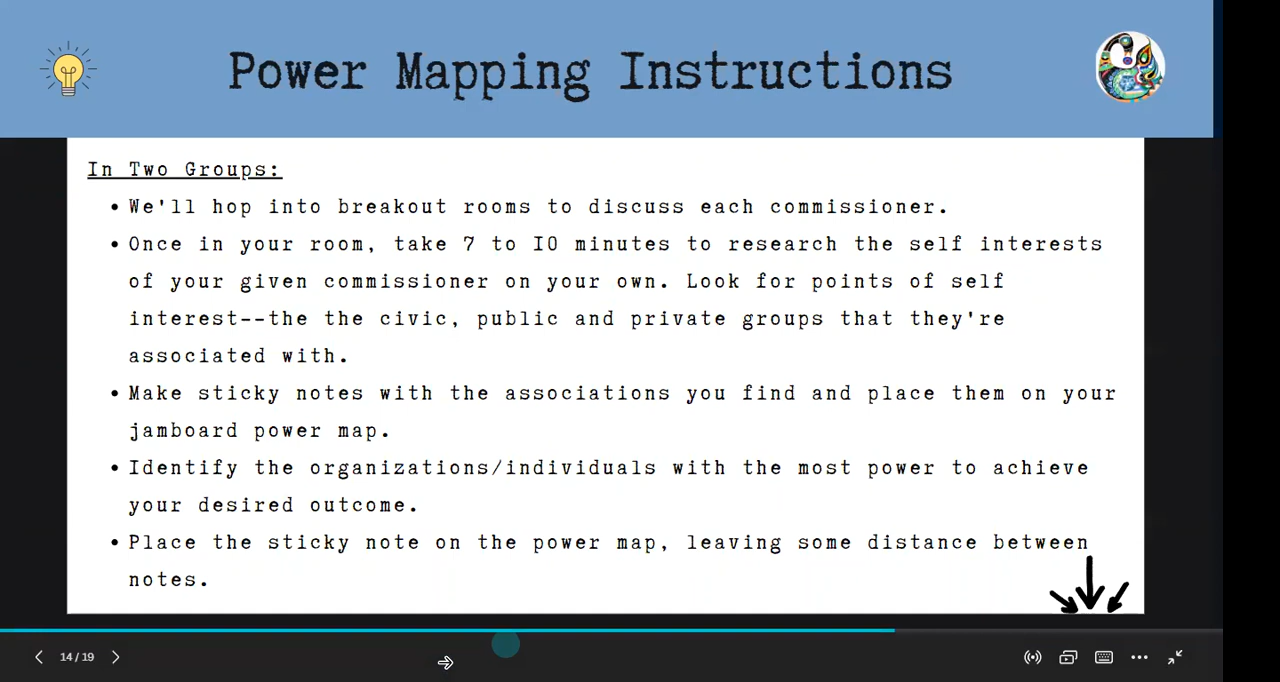 Power Mapping Instructions
In Two Groups:
• We'll hop into breakout rooms to discuss each commissioner.
• Once in your room, take 7 to 10 minutes to research the self interests
of your given commissioner on your own. Look for points of self
interest--the the civic, public and private groups that they're
associated with.
• Make sticky notes with the associations you find and place them on your
jamboard power map.
• Identify the organizations/individuals with the most power to achieve
your desired outcome.
• Place the sticky note on the power map, leaving some distance between
notes.
14 / 19